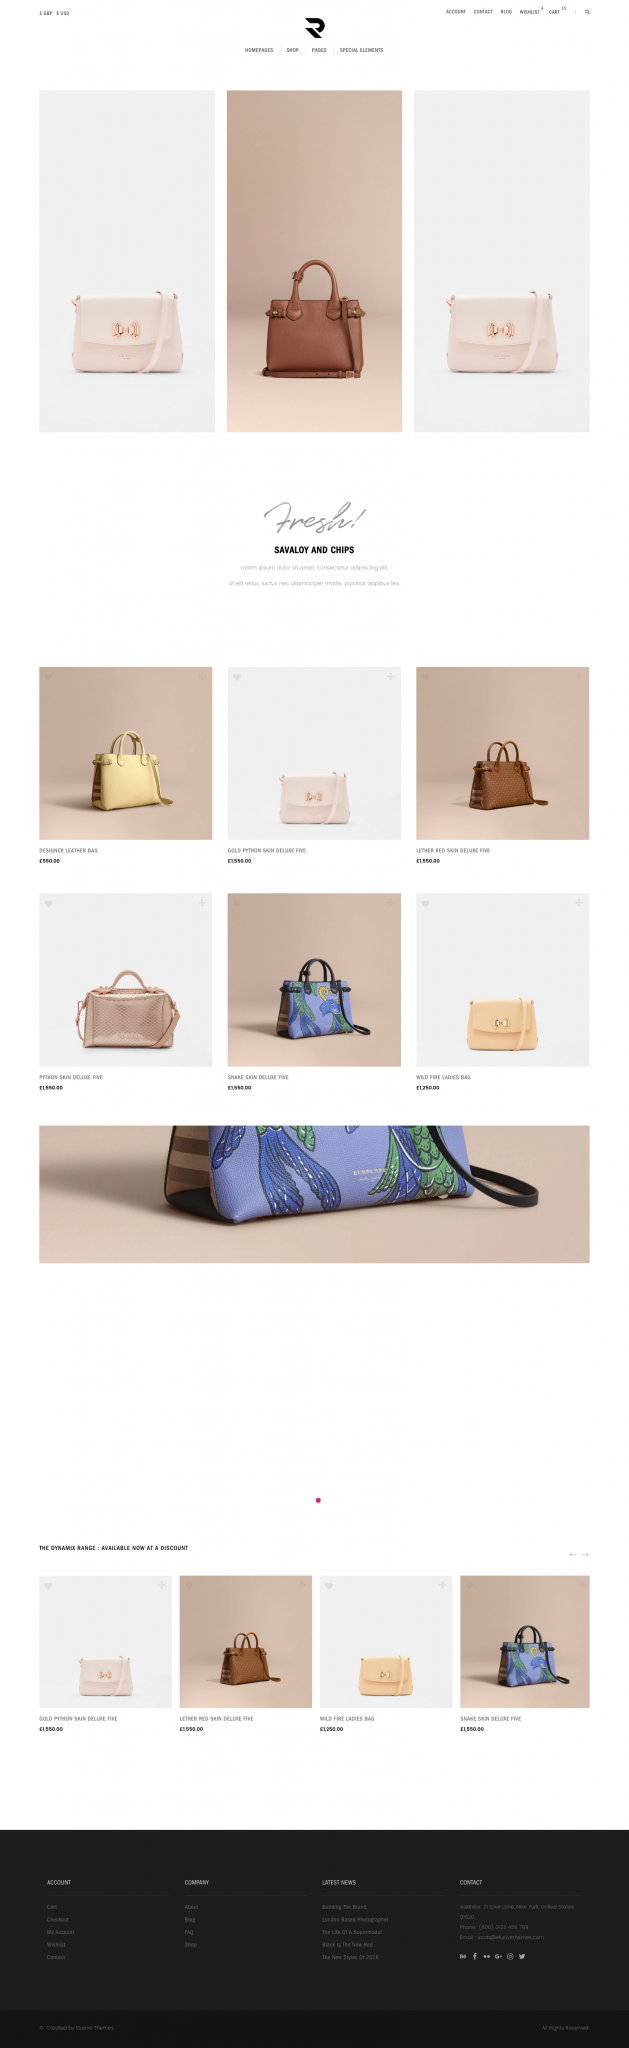 £ GBP $ USD
ACCOUNT CONTACT BLOG WISHLIST 4 CART 15
HOMEPAGES SHOP PAGES SPECIAL ELEMENTS
Fresh!
SAVALOY AND CHIPS
Lorem ipsum dolor sit amet, consectetur adipiscing elit
Ut elit tellus, luctus nec ullamcorper mattis, pulvinar dapibus leo.
DESIGNER LEATHER BAG
£550.00
GOLD PYTHON SKIN DELUXE FIVE
£1,550.00
LETHER RED SKIN DELUXE FIVE
£1,550.00
PYTHON SKIN DELUXE FIVE
£1,550.00
SNAKE SKIN DELUXE FIVE
£1,550.00
WILD FIRE LADIES BAG
£1,250.00
BURBERRY
THE DYNAMIX RANGE : AVAILABLE NOW AT A DISCOUNT
GOLD PYTHON SKIN DELUXE FIVE
£1,550.00
LETHER RED SKIN DELUXE FIVE
£1,550.00
WILD FIRE LADIES BAG
£1,250.00
SNAKE SKIN DELUXE FIVE
£1,550.00
ACCOUNT
Cart
Checkout
My Account
Wishlist
Contact
COMPANY
About
Blog
FAQ
Shop
LATEST NEWS
Building The Brand
London Based Photographer
The Life Of A Supermodel
Black Is The New Red
The New Styles Of 2016
CONTACT
Address: 21 Love Lane, New York, United States
Phone: (800) 0123 456 789
Email : scott@elusivethemes.com
© Created by Elusive Themes.
All Rights Reserved.